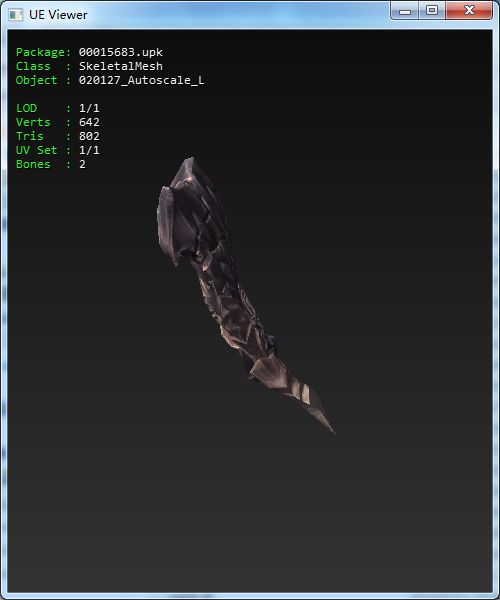 UE Viewer
Package: 00015683.upk
Class : SkeletalMesh
Object : 020127_Autoscale_L
LOD : 1/1
Verts : 642
Tris : 802
UV Set : 1/1
Bones : 2